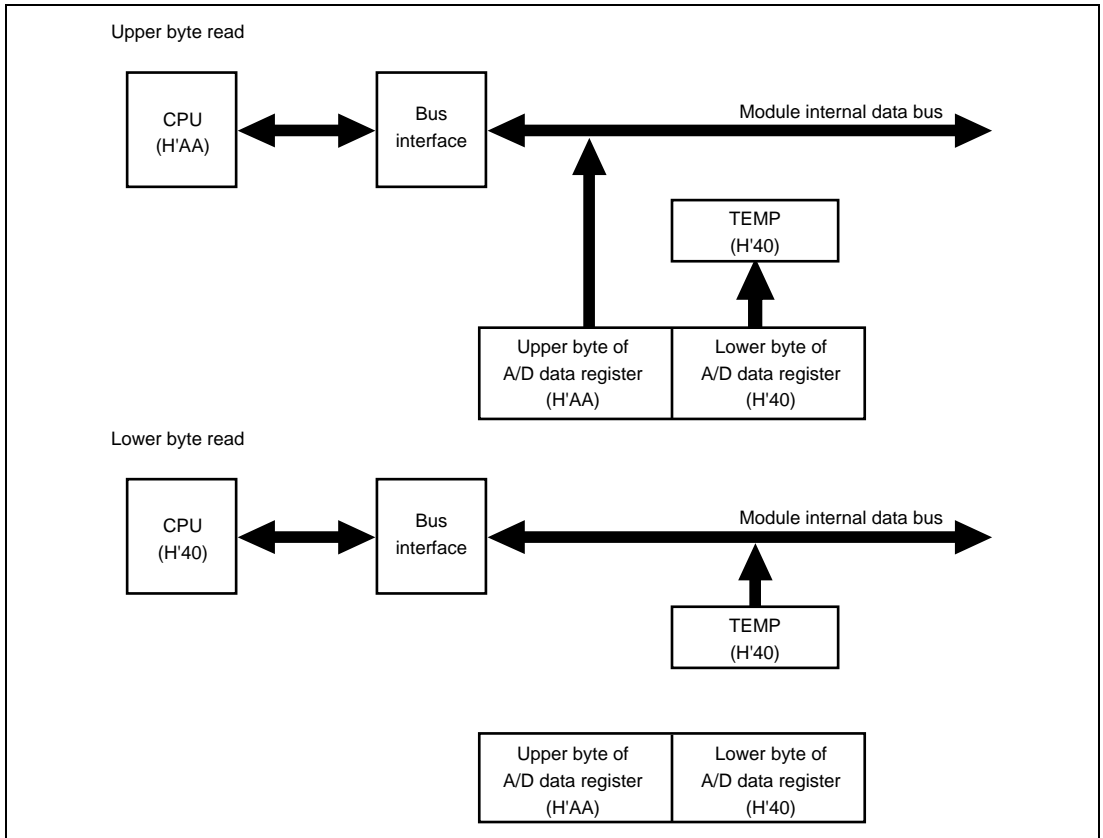 Upper byte read
CPU
(H'AA)
Bus
interface
Module internal data bus
TEMP
(H'40)
Upper byte of
A/D data register
(H'AA)
Lower byte of
A/D data register
(H'40)
Lower byte read
CPU
(H'40)
Bus
interface
Module internal data bus
TEMP
(H'40)
Upper byte of
A/D data register
(H'AA)
Lower byte of
A/D data register
(H'40)